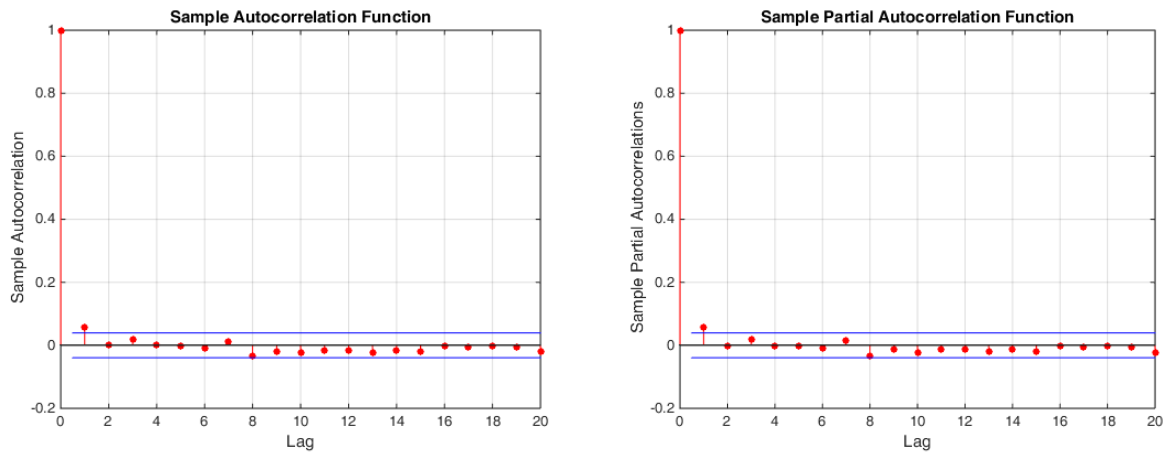 Sample Autocorrelation Function
Sample Autocorrelation
1
0.8
0.6
0.4
0.2
0
-0.2
0 2 4 6 8 10 12 14 16 18 20
Lag
Sample Partial Autocorrelation Function
Sample Partial Autocorrelations
1
0.8
0.6
0.4
0.2
0
-0.2
0 2 4 6 8 10 12 14 16 18 20
Lag